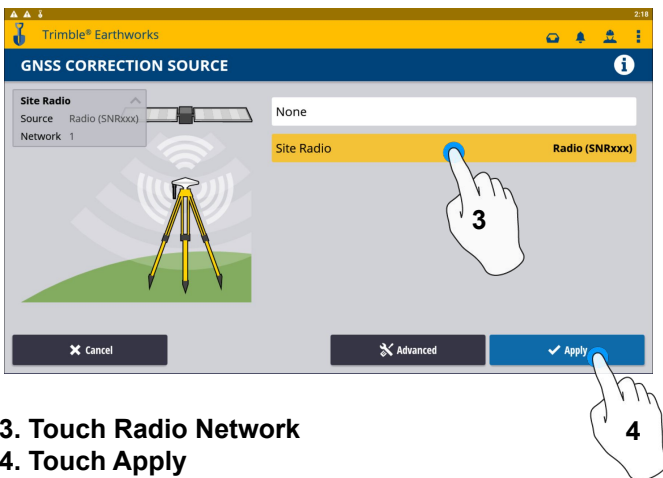 2:18
Trimble® Earthworks
GNSS CORRECTION SOURCE
Site Radio
Source Radio (SNRxxx)
Network 1
None
Site Radio Radio (SNRxxx)
3
Cancel
Advanced
Apply
4
3. Touch Radio Network
4. Touch Apply